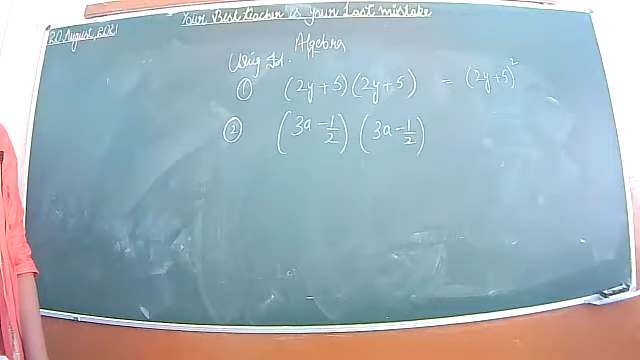 Your Best teacher is your Last mistake
20 August, 2021
Algebra
Using Id.
① (2y+5)(2y+5) = (2y+5)²
② (3a-1/2) (3a-1/2)